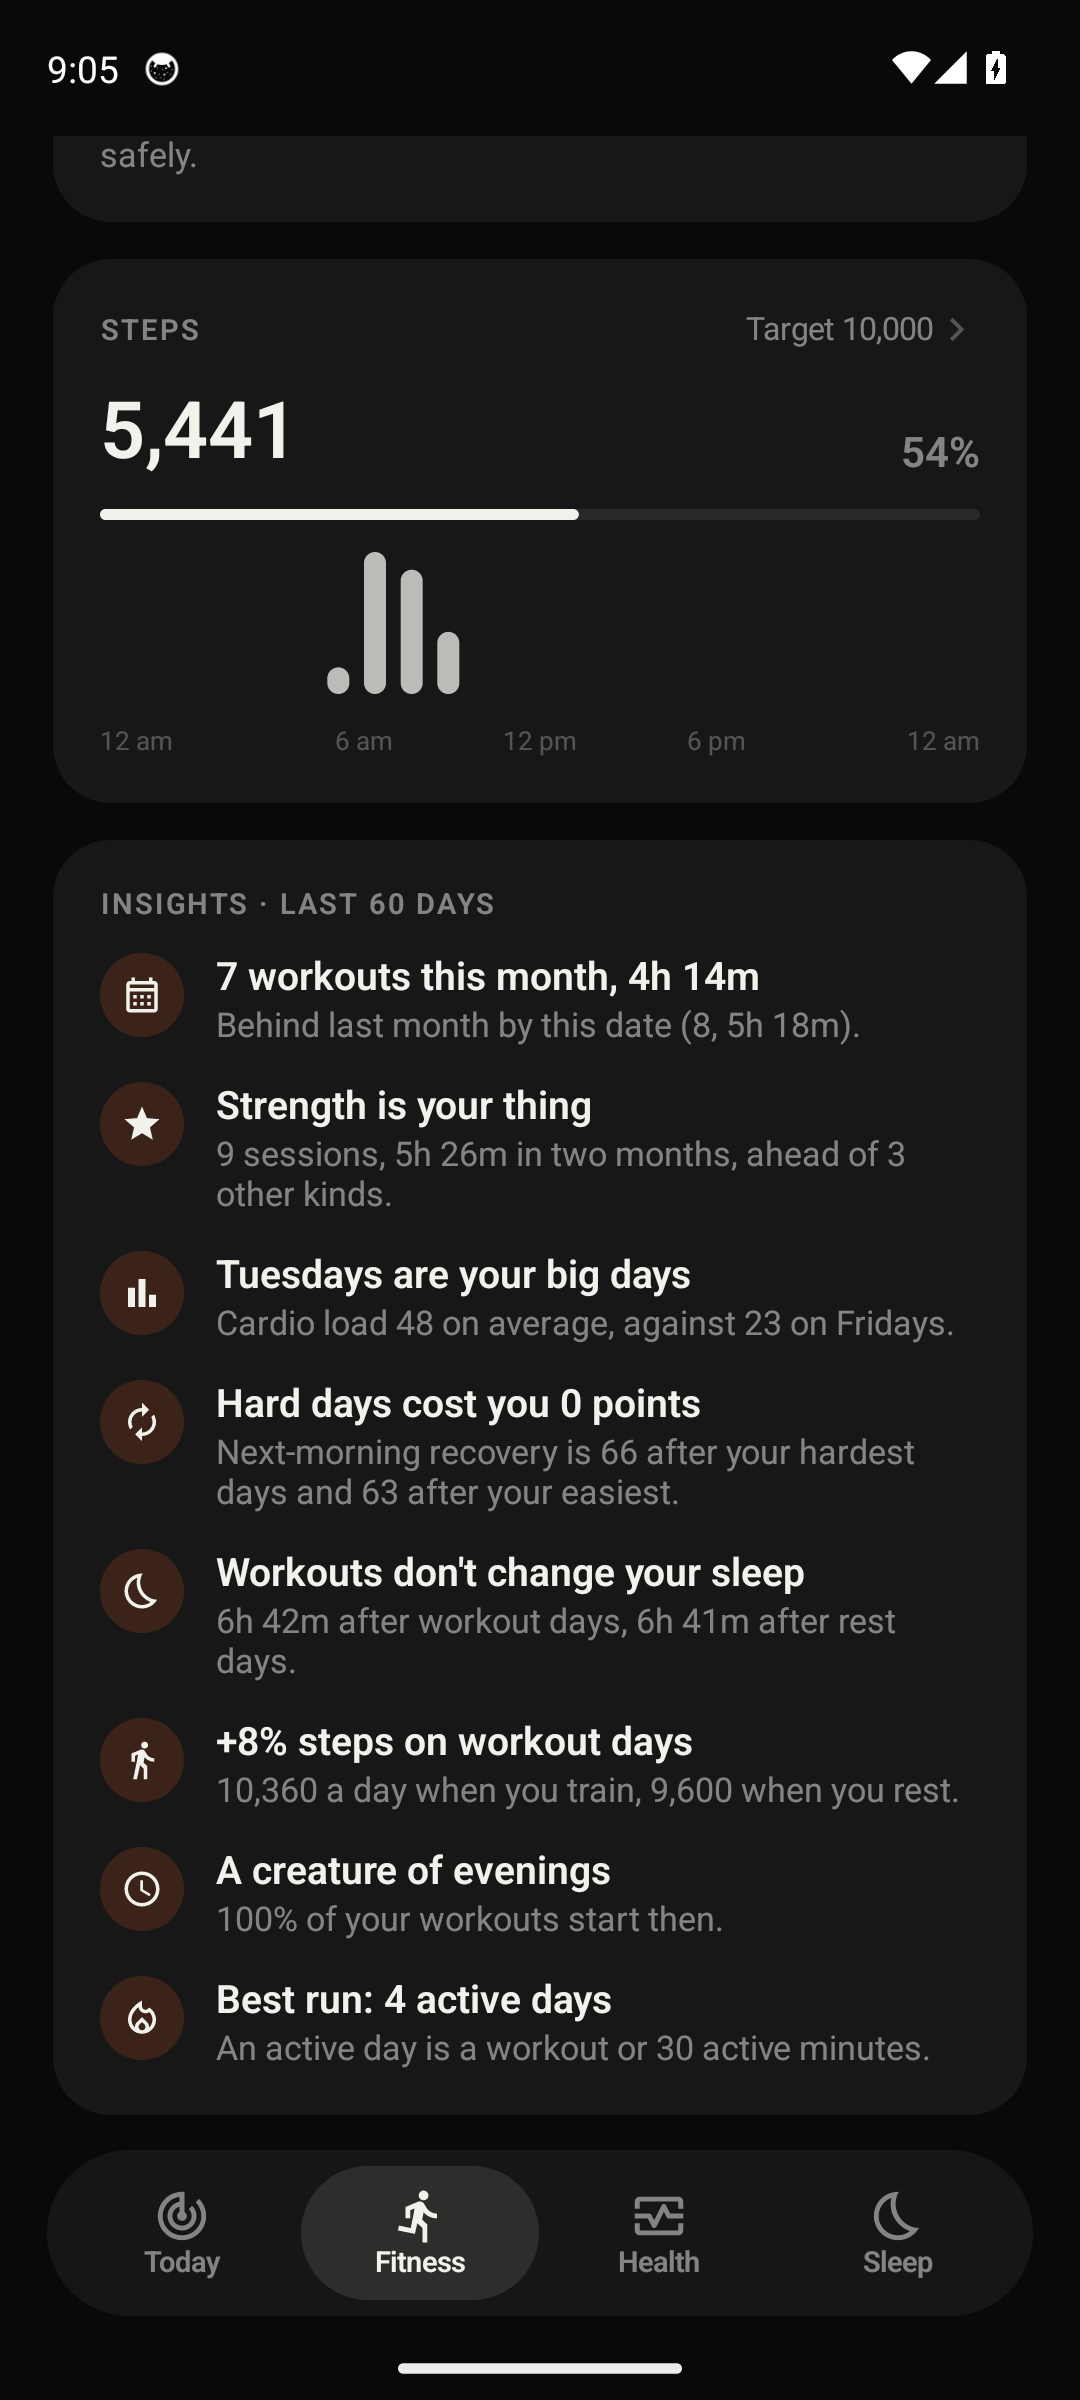 9:05
safely.
STEPS
Target 10,000
5,441
54%
12 am 6 am 12 pm 6 pm 12 am
INSIGHTS · LAST 60 DAYS
7 workouts this month, 4h 14m
Behind last month by this date (8, 5h 18m).
Strength is your thing
9 sessions, 5h 26m in two months, ahead of 3
other kinds.
Tuesdays are your big days
Cardio load 48 on average, against 23 on Fridays.
Hard days cost you 0 points
Next-morning recovery is 66 after your hardest
days and 63 after your easiest.
Workouts don't change your sleep
6h 42m after workout days, 6h 41m after rest
days.
+8% steps on workout days
10,360 a day when you train, 9,600 when you rest.
A creature of evenings
100% of your workouts start then.
Best run: 4 active days
An active day is a workout or 30 active minutes.
Today Fitness Health Sleep